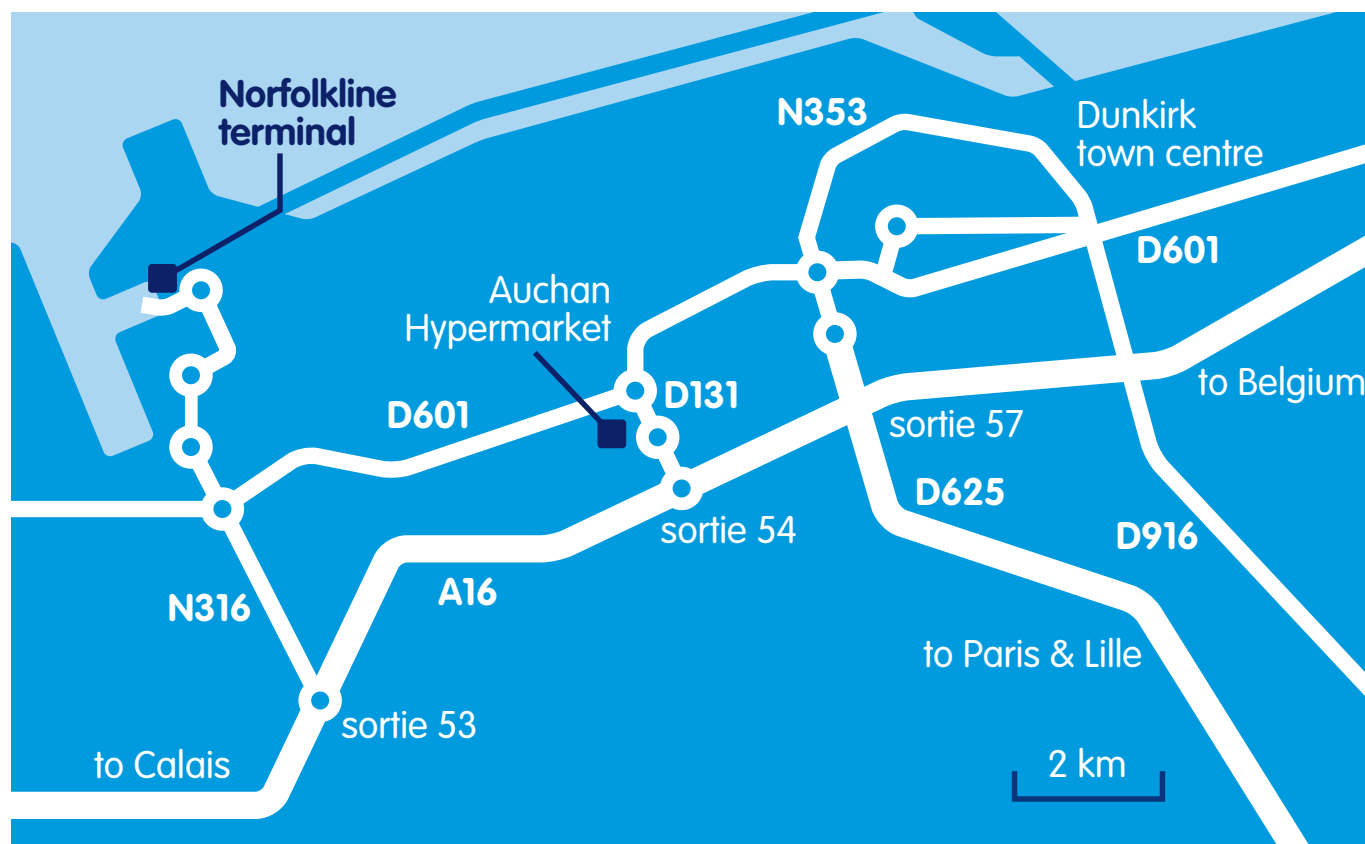 Norfolkline
terminal
N353
Dunkirk
town centre
D601
Auchan
Hypermarket
D601
D131
to Belgium
sortie 57
D625
sortie 54
D916
A16
N316
to Paris & Lille
sortie 53
to Calais
2 km